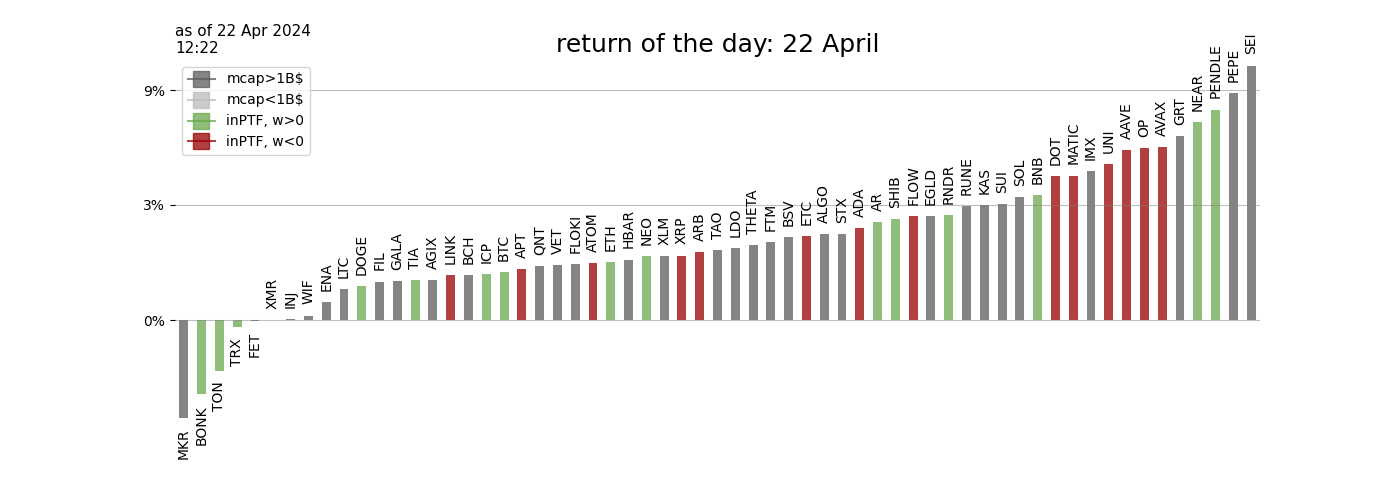 as of 22 Apr 2024
12:22
return of the day: 22 April
mcap>1B$
mcap<1B$
inPTF, w>0
inPTF, w<0
9%
3%
0%
MKR
BONK
TON
TRX
FET
XMR
INJ
WIF
ENA
LTC
DOGE
FIL
GALA
TIA
AGIX
LINK
BCH
ICP
BTC
APT
QNT
VET
FLOKI
ATOM
ETH
HBAR
NEO
XLM
XRP
ARB
TAO
LDO
THETA
FTM
BSV
ETC
ALGO
STX
ADA
AR
SHIB
FLOW
EGLD
RNDR
RUNE
KAS
SUI
SOL
BNB
DOT
MATIC
IMX
UNI
AAVE
OP
AVAX
GRT
NEAR
PENDLE
PEPE
SEI